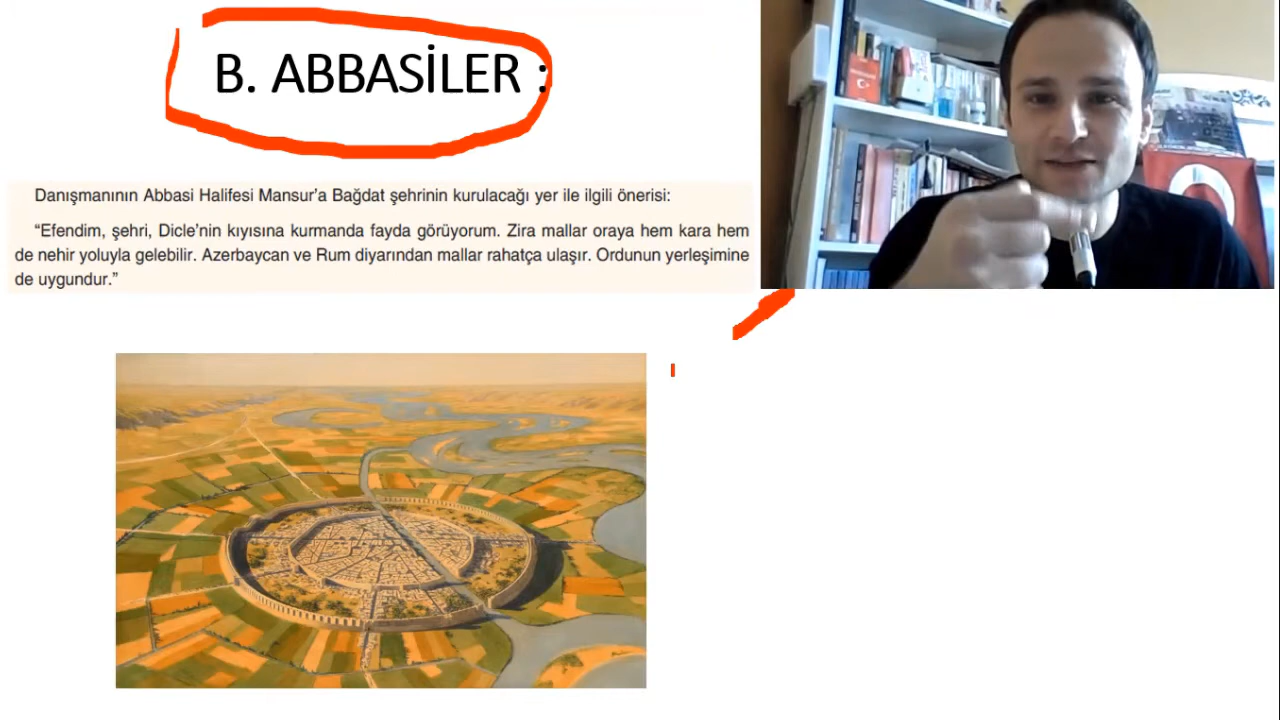 B. ABBASİLER :
Danışmanının Abbasi Halifesi Mansur’a Bağdat şehrinin kurulacağı yer ile ilgili önerisi:
“Efendim, şehri, Dicle’nin kıyısına kurmanda fayda görüyorum. Zira mallar oraya hem kara hem
de nehir yoluyla gelebilir. Azerbaycan ve Rum diyarından mallar rahatça ulaşır. Ordunun yerleşimine
de uygundur.”